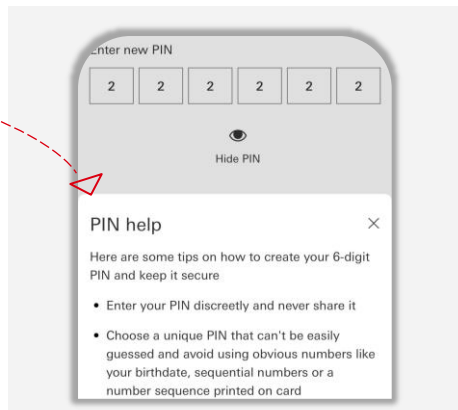 Enter new PIN
2 2 2 2 2 2
Hide PIN
PIN help
Here are some tips on how to create your 6-digit
PIN and keep it secure
• Enter your PIN discreetly and never share it
• Choose a unique PIN that can't be easily
guessed and avoid using obvious numbers like
your birthdate, sequential numbers or a
number sequence printed on card